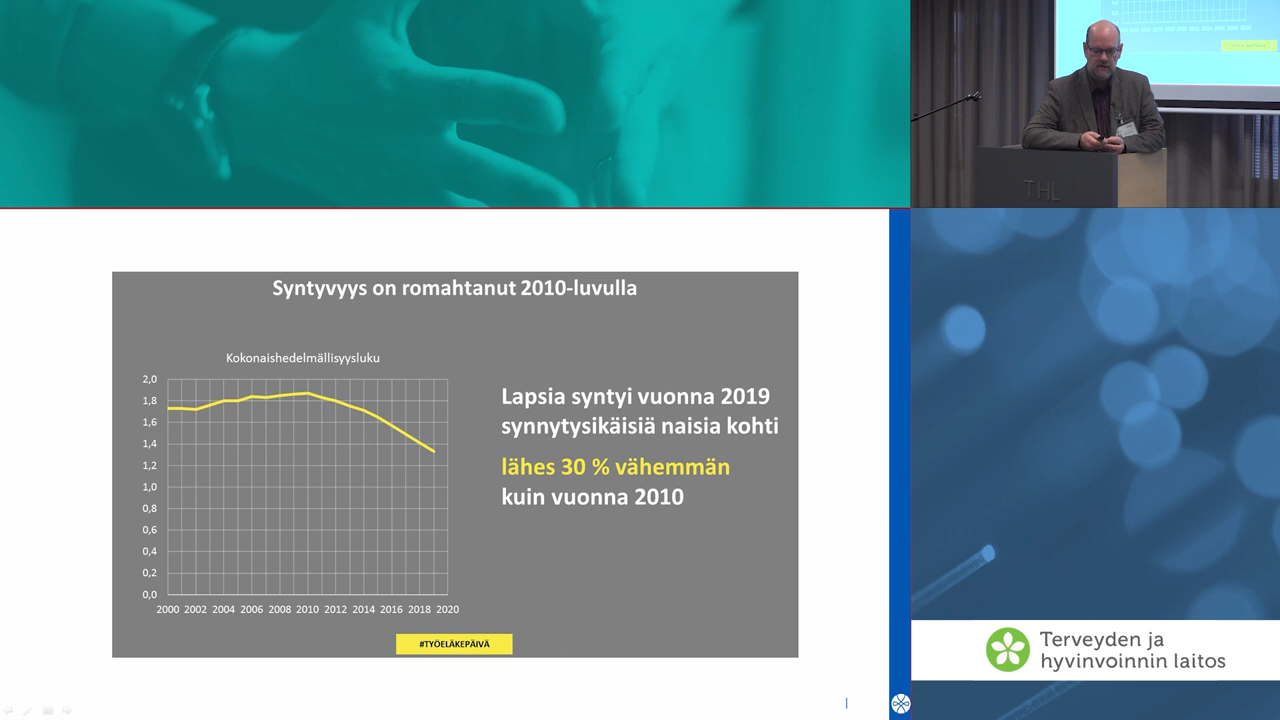 THL
Syntyvyys on romahtanut 2010-luvulla
Kokonaishedelmällisyysluku
2,0
1,8
1,6
1,4
1,2
1,0
0,8
0,6
0,4
0,2
0,0
2000 2002 2004 2006 2008 2010 2012 2014 2016 2018 2020
Lapsia syntyi vuonna 2019
synnytysikäisiä naisia kohti
lähes 30 % vähemmän
kuin vuonna 2010
#TYÖELÄKEPÄIVÄ
Terveyden ja
hyvinvoinnin laitos